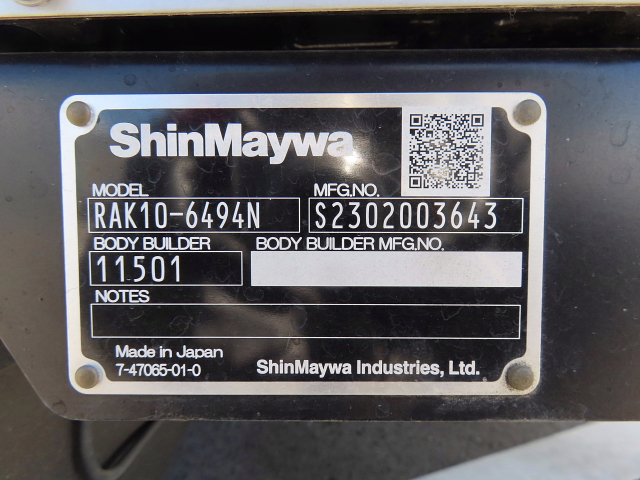 ShinMaywa
MODEL MFG.NO.
RAK10-6494N S2302003643
BODY BUILDER BODY BUILDER MFG.NO.
11501
NOTES
Made in Japan
7-47065-01-0 ShinMaywa Industries, Ltd.